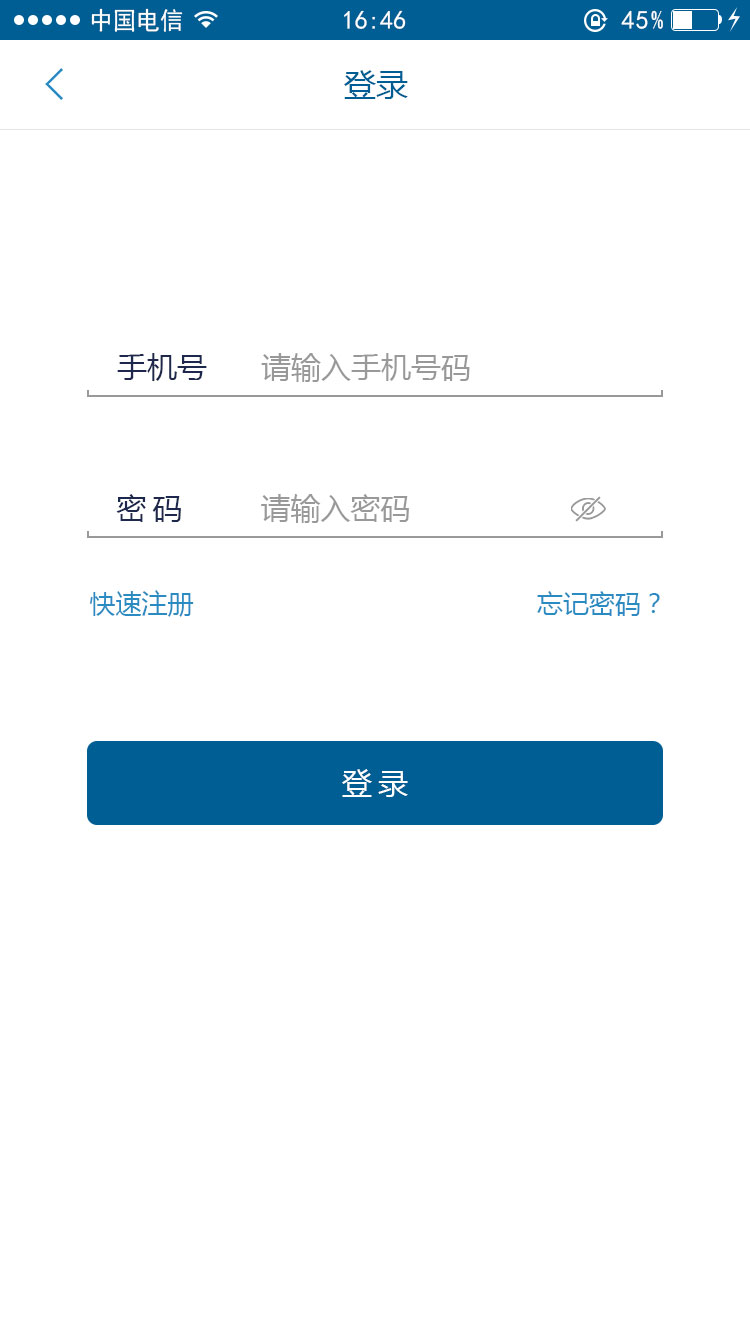 中国电信 16:46 45%
登录
手机号 请输入手机号码
密码 请输入密码
快速注册 忘记密码？
登录